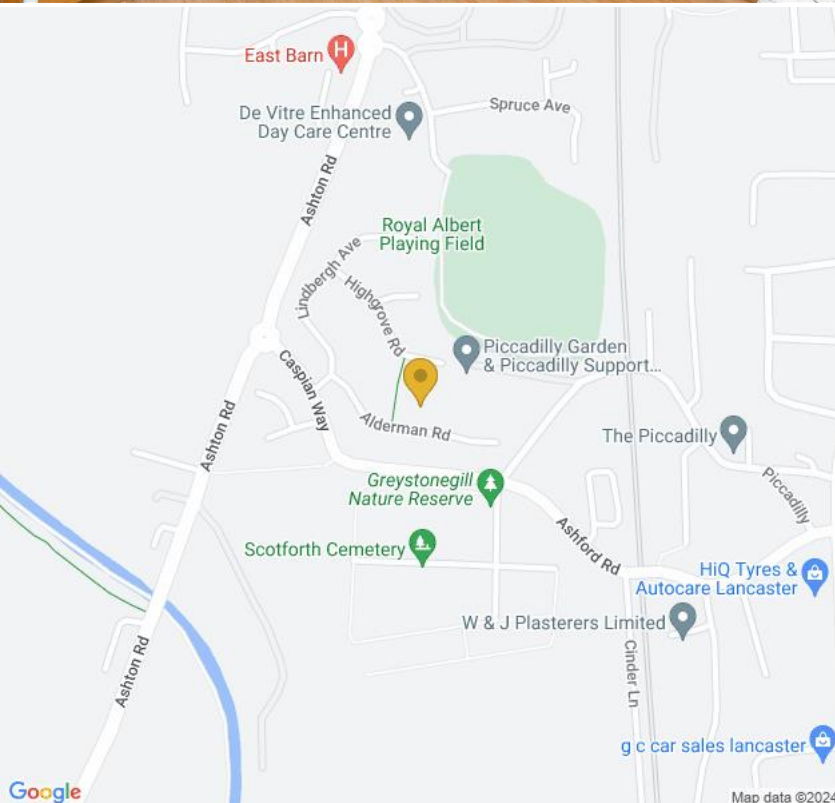 East Barn
H
De Vitre Enhanced
Day Care Centre
Spruce Ave
Ashton Rd
Royal Albert
Playing Field
Lindbergh Ave
Highgrove Rd
Piccadilly Garden
& Piccadilly Support...
Caspian Way
Alderman Rd
Ashton Rd
The Piccadilly
Piccadilly
Greystonegill
Nature Reserve
Ashford Rd
Scotforth Cemetery
HiQ Tyres &
Autocare Lancaster
W & J Plasterers Limited
Ashton Rd
Cinder Ln
g c car sales lancaster
Google
Map data ©2024